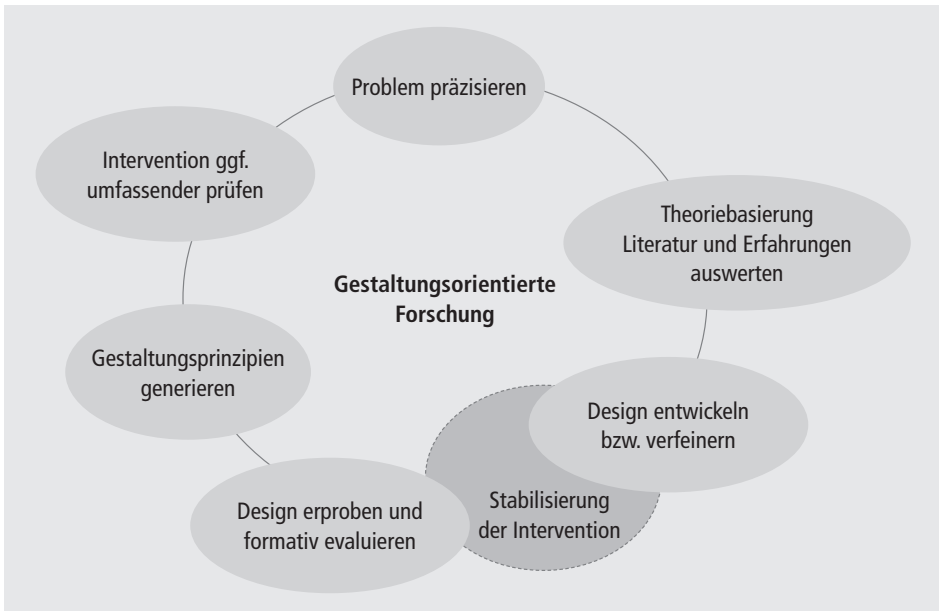 Problem präzisieren
Theoriebasierung
Literatur und Erfahrungen
auswerten
Design entwickeln
bzw. verfeinern
Stabilisierung
der Intervention
Design erproben und
formativ evaluieren
Gestaltungsprinzipien
generieren
Intervention ggf.
umfassender prüfen
Gestaltungsorientierte
Forschung